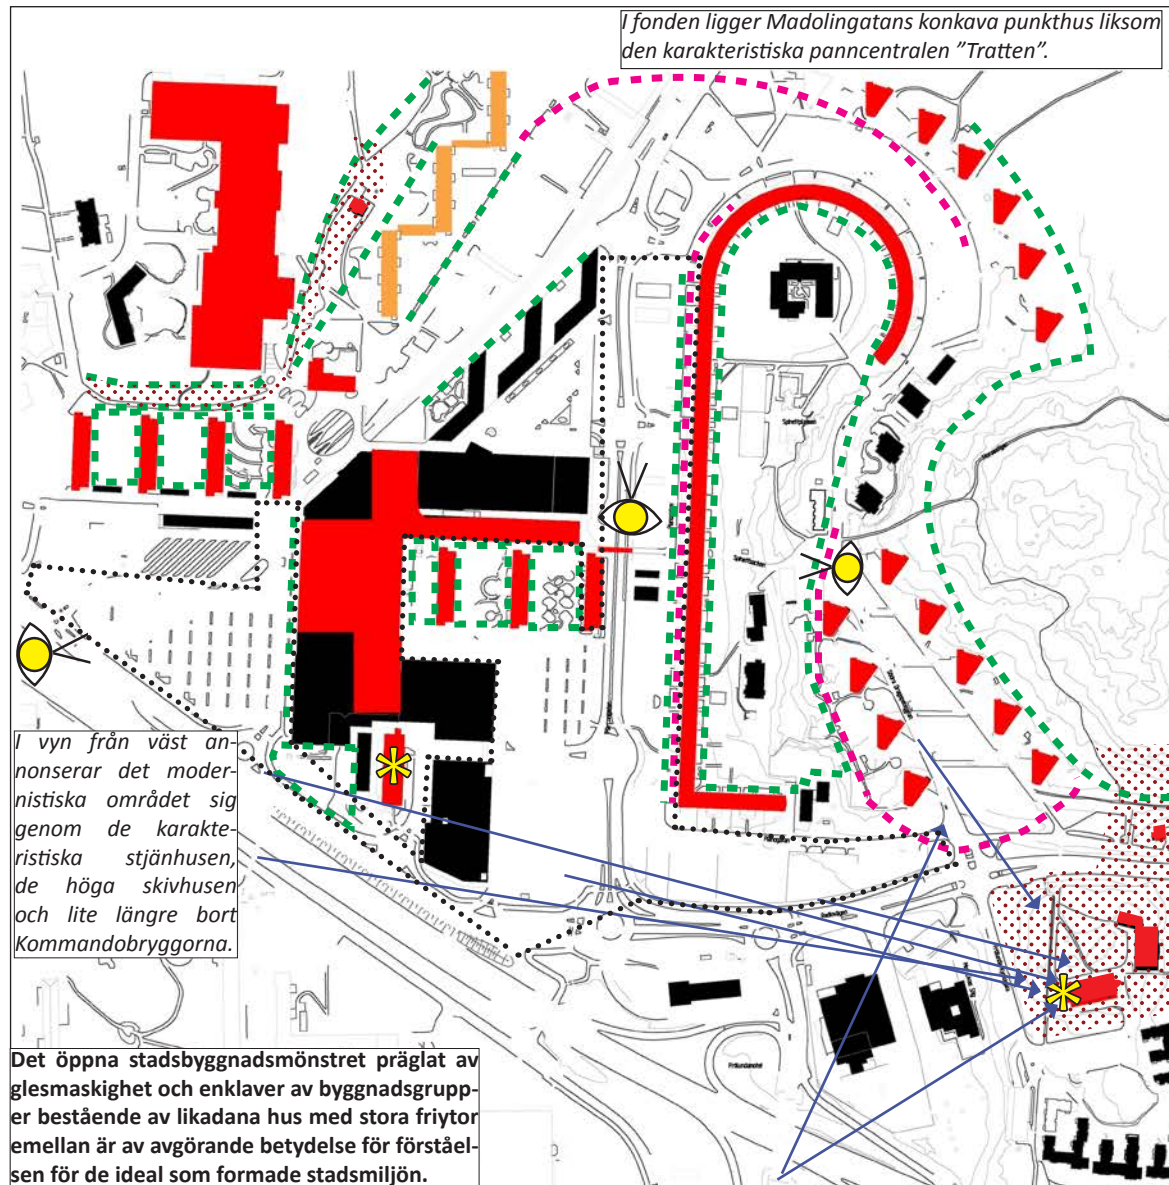 I fonden ligger Madolingatans konkava punkthus liksom
den karakteristiska panncentralen ”Tratten”.
I vyn från väst an-
nonserar det moder-
nistiska området sig
genom de karakte-
ristiska stjänhusen,
de höga skivhusen
och lite längre bort
Kommandobryggorna.
Det öppna stadsbyggnadsmönstret präglat av
glesmaskighet och enklaver av byggnadsgrupp-
er bestående av likadana hus med stora friytor
emellan är av avgörande betydelse för förståel-
sen för de ideal som formade stadsmiljön.